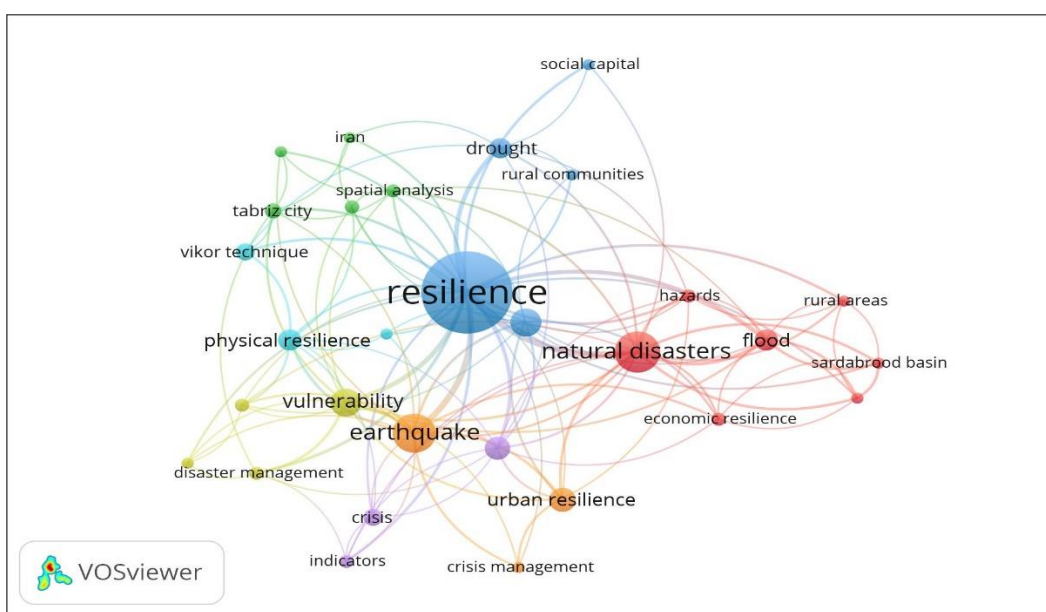 social capital
iran
drought
rural communities
spatial analysis
tabriz city
vikor technique
resilience
hazards
rural areas
physical resilience
natural disasters
flood
sardabrood basin
vulnerability
economic resilience
earthquake
disaster management
urban resilience
crisis
indicators
crisis management
VOSviewer